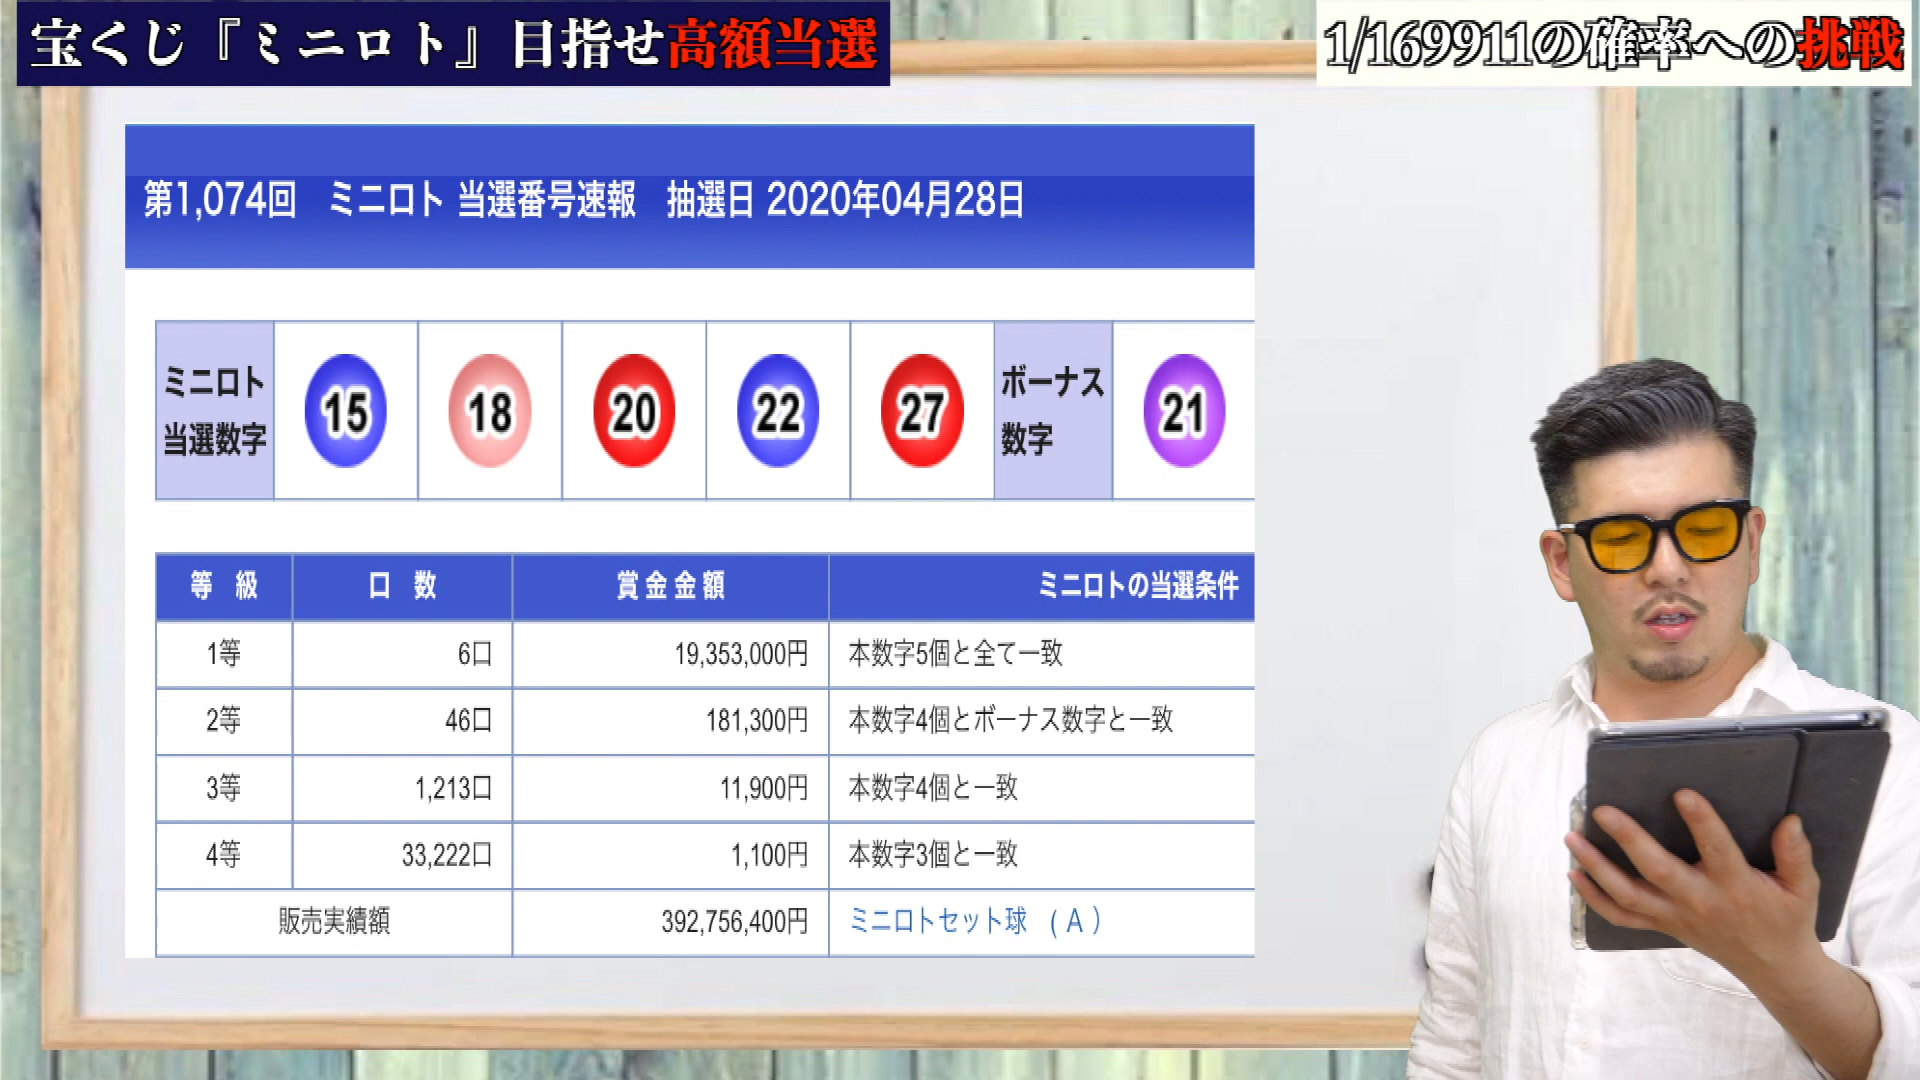 宝くじ『ミニロト』目指せ高額当選
1/169911の確率への挑戦
第1,074回 ミニロト 当選番号速報 抽選日 2020年04月28日
ミニロト
当選数字
15 18 20 22 27
ボーナス
数字
21
等 級 口 数 賞 金 金 額 ミニロトの当選条件
1等 6口 19,353,000円 本数字5個と全て一致
2等 46口 181,300円 本数字4個とボーナス数字と一致
3等 1,213口 11,900円 本数字4個と一致
4等 33,222口 1,100円 本数字3個と一致
販売実績額 392,756,400円 ミニロトセット球 （Ａ）